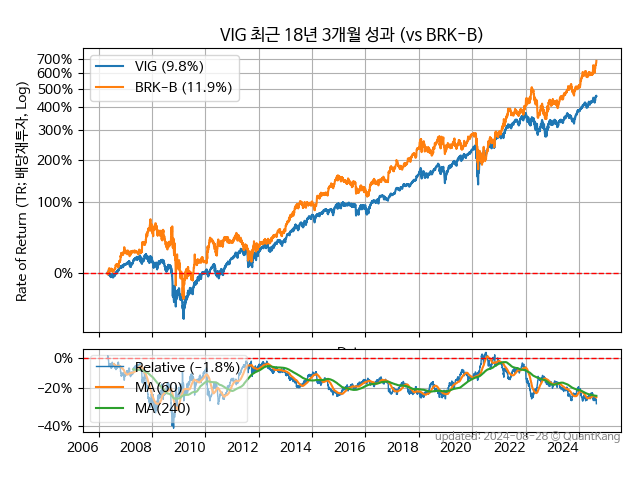 VIG 최근 18년 3개월 성과 (vs BRK-B)
Rate of Return (TR: 배당재투자, Log)
700%
600%
500%
400%
300%
200%
100%
0%
VIG (9.8%)
BRK-B (11.9%)
0%
-20%
-40%
Relative (-1.8%)
MA(60)
MA(240)
2006 2008 2010 2012 2014 2016 2018 2020 2022 2024
updated: 2024-08-28 © QuantKang